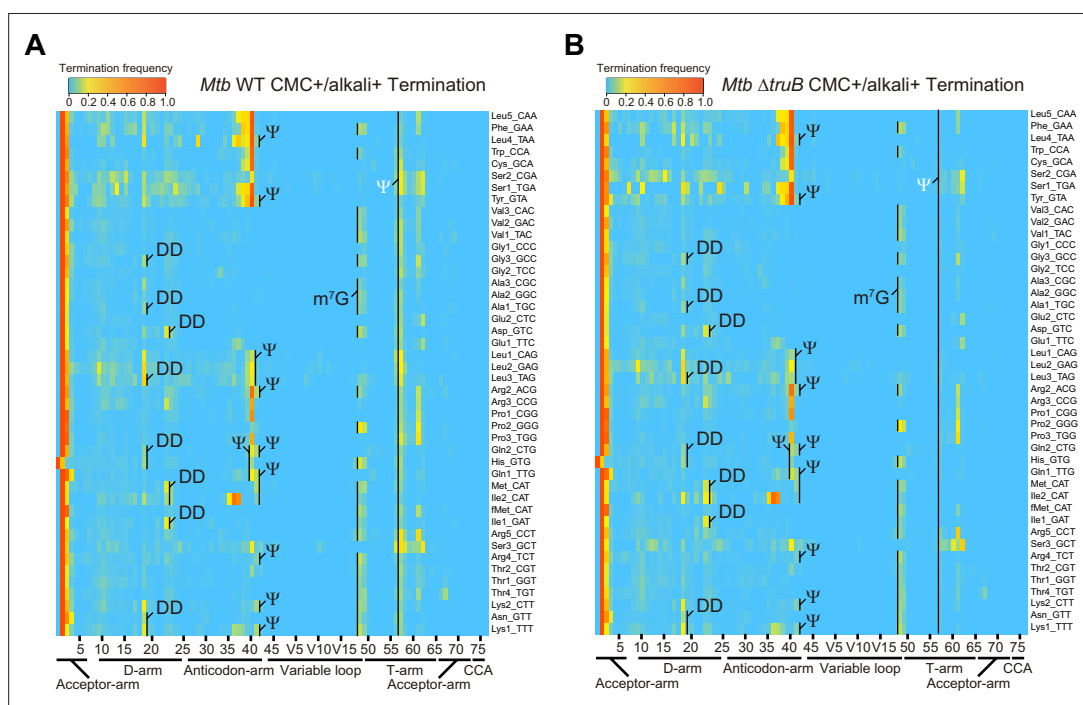 A
B
Termination frequency
0 0.2 0.4 0.6 0.8 1.0
Mtb WT CMC+/alkali+ Termination
Termination frequency
0 0.2 0.4 0.6 0.8 1.0
Mtb ΔtruB CMC+/alkali+ Termination
Leu5_CAA
Phe_GAA
Leu4_TAA
Trp_CCA
Cys_GCA
Ser2_CGA
Ser1_TGA
Tyr_GTA
Val3_CAC
Val2_GAC
Val1_TAC
Gly1_CCC
Gly3_GCC
Gly2_TCC
Ala3_CGC
Ala2_GGC
Ala1_TGC
Glu2_CTC
Asp_GTC
Glu1_TTC
Leu1_CAG
Leu2_GAG
Leu3_TAG
Arg2_ACG
Arg3_CCG
Pro1_CGG
Pro2_GGG
Pro3_TGG
Gln2_CTG
His_GTG
Gln1_TTG
Met_CAT
Ile2_CAT
fMet_CAT
Ile1_GAT
Arg5_CCT
Ser3_GCT
Arg4_TCT
Thr2_CGT
Thr1_GGT
Thr4_TGT
Lys2_CTT
Asn_GTT
Lys1_TTT
Ψ
Ψ
Ψ
DD
DD
m⁷G
DD
Ψ
DD
Ψ
DD
Ψ
Ψ
Ψ
DD
DD
Ψ
Ψ
DD
Ψ
5 10 15 20 25 30 35 40 45 V5 V10 V15 50 55 60 65 70 75
D-arm Anticodon-arm Variable loop T-arm CCA
Acceptor-arm Acceptor-arm
Leu5_CAA
Phe_GAA
Leu4_TAA
Trp_CCA
Cys_GCA
Ser2_CGA
Ser1_TGA
Tyr_GTA
Val3_CAC
Val2_GAC
Val1_TAC
Gly1_CCC
Gly3_GCC
Gly2_TCC
Ala3_CGC
Ala2_GGC
Ala1_TGC
Glu2_CTC
Asp_GTC
Glu1_TTC
Leu1_CAG
Leu2_GAG
Leu3_TAG
Arg2_ACG
Arg3_CCG
Pro1_CGG
Pro2_GGG
Pro3_TGG
Gln2_CTG
His_GTG
Gln1_TTG
Met_CAT
Ile2_CAT
fMet_CAT
Ile1_GAT
Arg5_CCT
Ser3_GCT
Arg4_TCT
Thr2_CGT
Thr1_GGT
Thr4_TGT
Lys2_CTT
Asn_GTT
Lys1_TTT
Ψ
Ψ
Ψ
DD
DD
m⁷G
DD
Ψ
DD
Ψ
DD
Ψ
Ψ
Ψ
DD
DD
Ψ
Ψ
DD
Ψ
5 10 15 20 25 30 35 40 45 V5 V10 V15 50 55 60 65 70 75
D-arm Anticodon-arm Variable loop T-arm CCA
Acceptor-arm Acceptor-arm